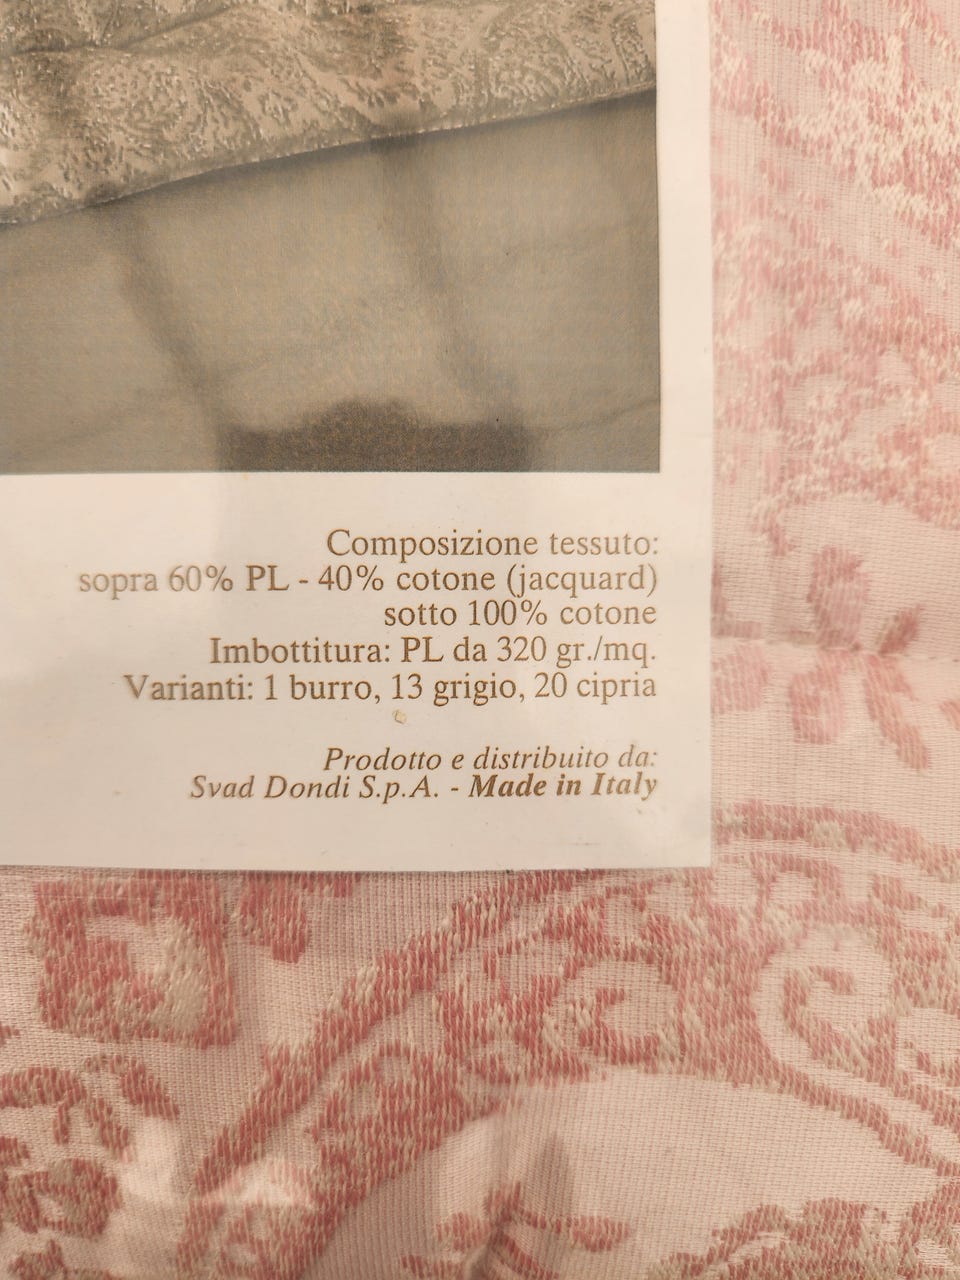 Composizione tessuto:
sopra 60% PL - 40% cotone (jacquard)
sotto 100% cotone
Imbottitura: PL da 320 gr./mq.
Varianti: 1 burro, 13 grigio, 20 cipria
Prodotto e distribuito da:
Svad Dondi S.p.A. - Made in Italy